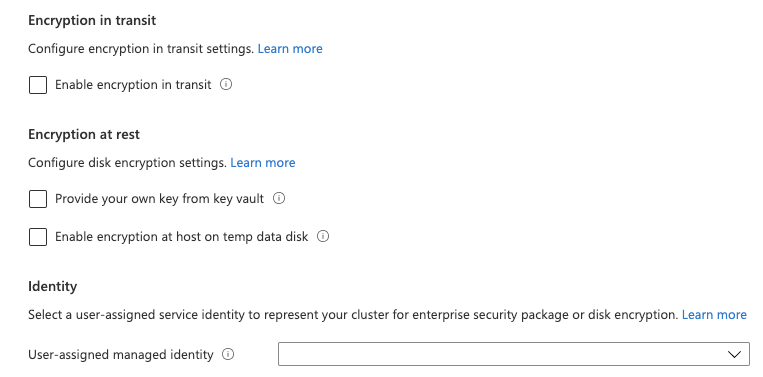 Encryption in transit
Configure encryption in transit settings. Learn more
Enable encryption in transit
Encryption at rest
Configure disk encryption settings. Learn more
Provide your own key from key vault
Enable encryption at host on temp data disk
Identity
Select a user-assigned service identity to represent your cluster for enterprise security package or disk encryption. Learn more
User-assigned managed identity